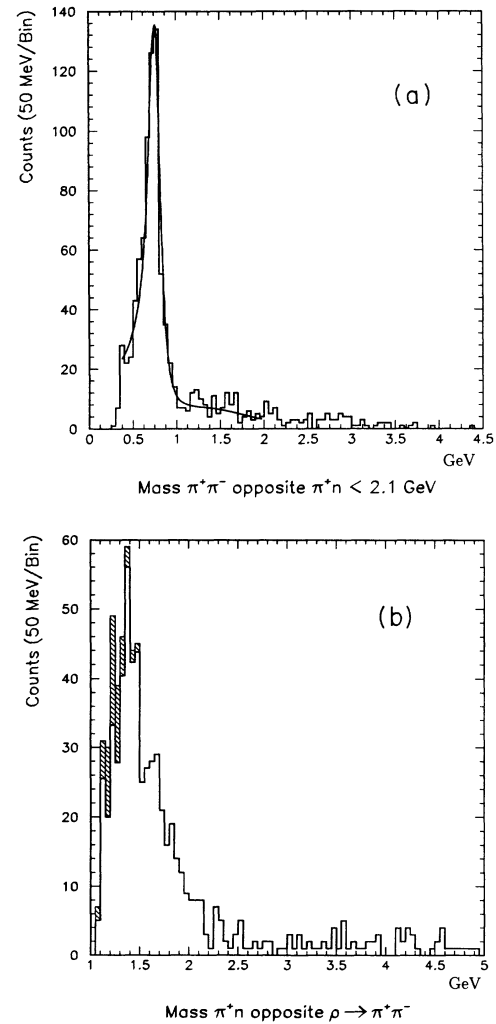 140
120
100
80
60
40
20
0
Counts (50 MeV/Bin)
(a)
0 0.5 1 1.5 2 2.5 3 3.5 4 4.5
GeV
Mass π⁺π⁻ opposite π⁺n < 2.1 GeV
60
50
40
30
20
10
0
Counts (50 MeV/Bin)
(b)
1 1.5 2 2.5 3 3.5 4 4.5 5
GeV
Mass π⁺n opposite ρ → π⁺π⁻